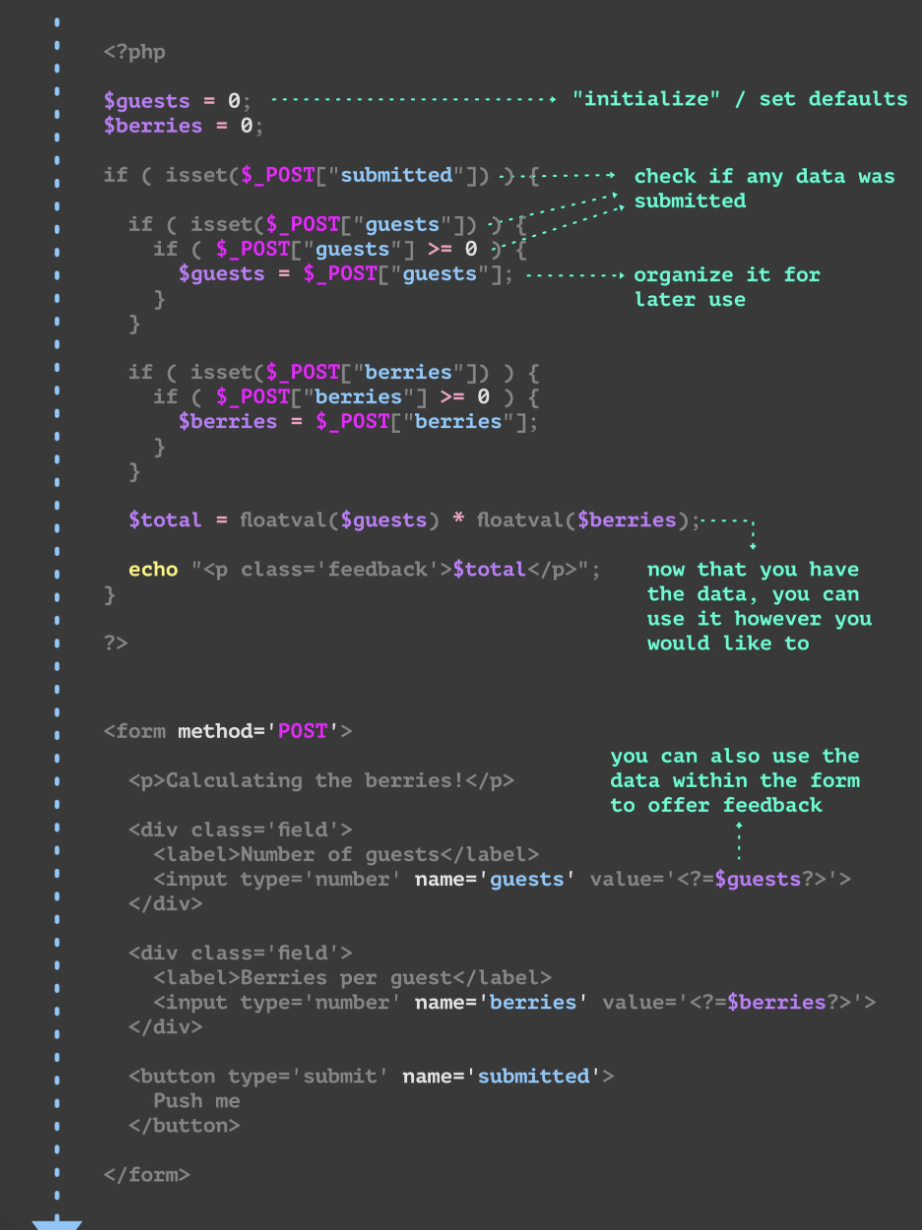 <?php
$guests = 0;
"initialize" / set defaults
$berries = 0;
if ( isset($_POST["submitted"]) ) {
check if any data was
submitted
if ( isset($_POST["guests"]) ) {
if ( $_POST["guests"] >= 0 ) {
$guests = $_POST["guests"];
organize it for
later use
}
}
if ( isset($_POST["berries"]) ) {
if ( $_POST["berries"] >= 0 ) {
$berries = $_POST["berries"];
}
}
$total = floatval($guests) * floatval($berries);
echo "<p class='feedback'>$total</p>";
}
?>
now that you have
the data, you can
use it however you
would like to
<form method='POST'>
<p>Calculating the berries!</p>
you can also use the
data within the form
to offer feedback
<div class='field'>
<label>Number of guests</label>
<input type='number' name='guests' value='<?=$guests?>'>
</div>
<div class='field'>
<label>Berries per guest</label>
<input type='number' name='berries' value='<?=$berries?>'>
</div>
<button type='submit' name='submitted'>
Push me
</button>
</form>